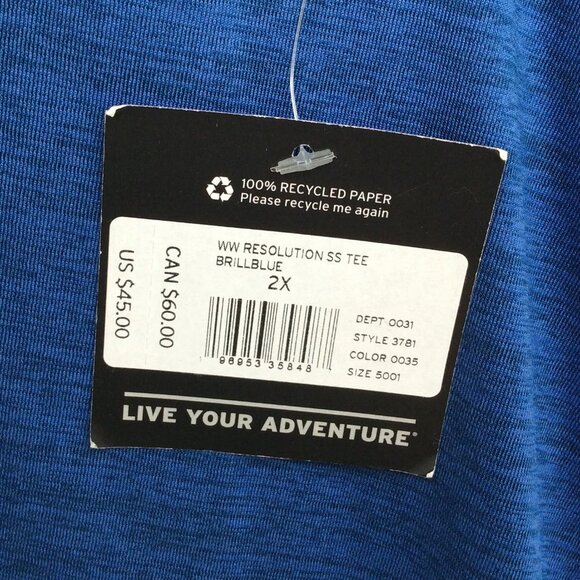 100% RECYCLED PAPER
Please recycle me again
WW RESOLUTION SS TEE
BRILLBLUE
2X
CAN $60.00
US $45.00
DEPT 0031
STYLE 3781
COLOR 0035
SIZE 5001
96953 35848
LIVE YOUR ADVENTURE®